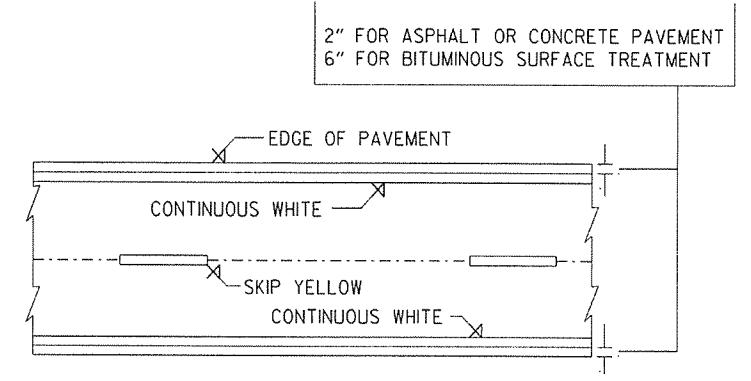 2" FOR ASPHALT OR CONCRETE PAVEMENT
6" FOR BITUMINOUS SURFACE TREATMENT
EDGE OF PAVEMENT
CONTINUOUS WHITE
SKIP YELLOW
CONTINUOUS WHITE